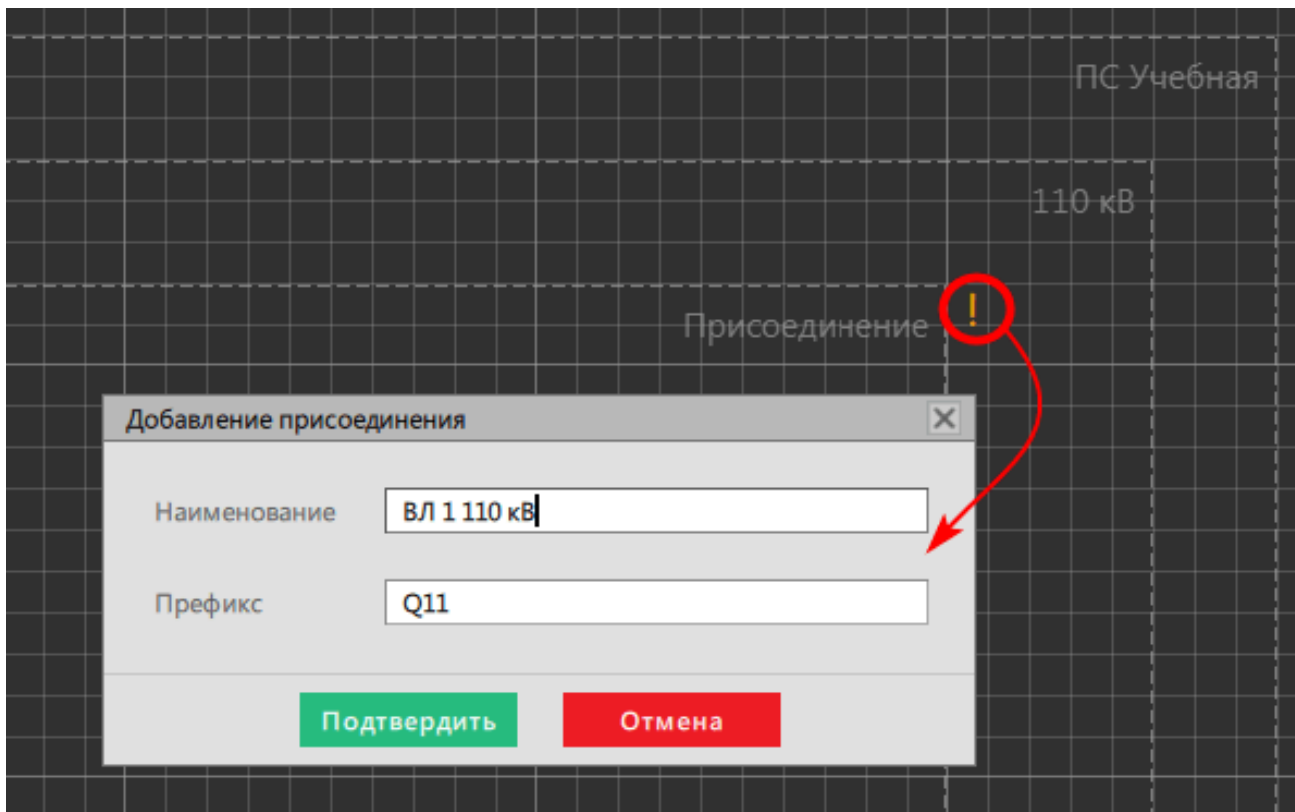 ПС Учебная
110 кВ
Присоединение !
Добавление присоединения
Наименование ВЛ 1 110 кВ
Префикс Q11
Подтвердить Отмена